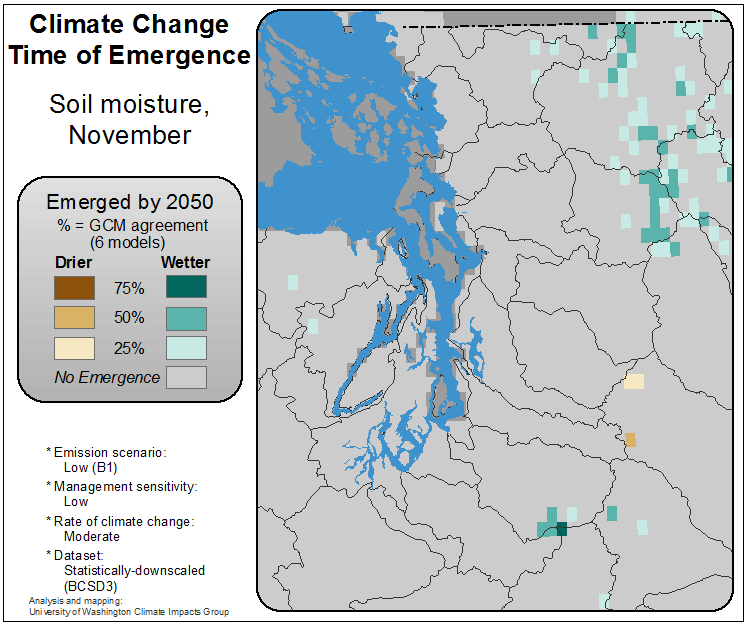 Climate Change
Time of Emergence
Soil moisture,
November
Emerged by 2050
% = GCM agreement
(6 models)
Drier Wetter
75%
50%
25%
No Emergence
* Emission scenario:
Low (B1)
* Management sensitivity:
Low
* Rate of climate change:
Moderate
* Dataset:
Statistically-downscaled
(BCSD3)
Analysis and mapping:
University of Washington Climate Impacts Group